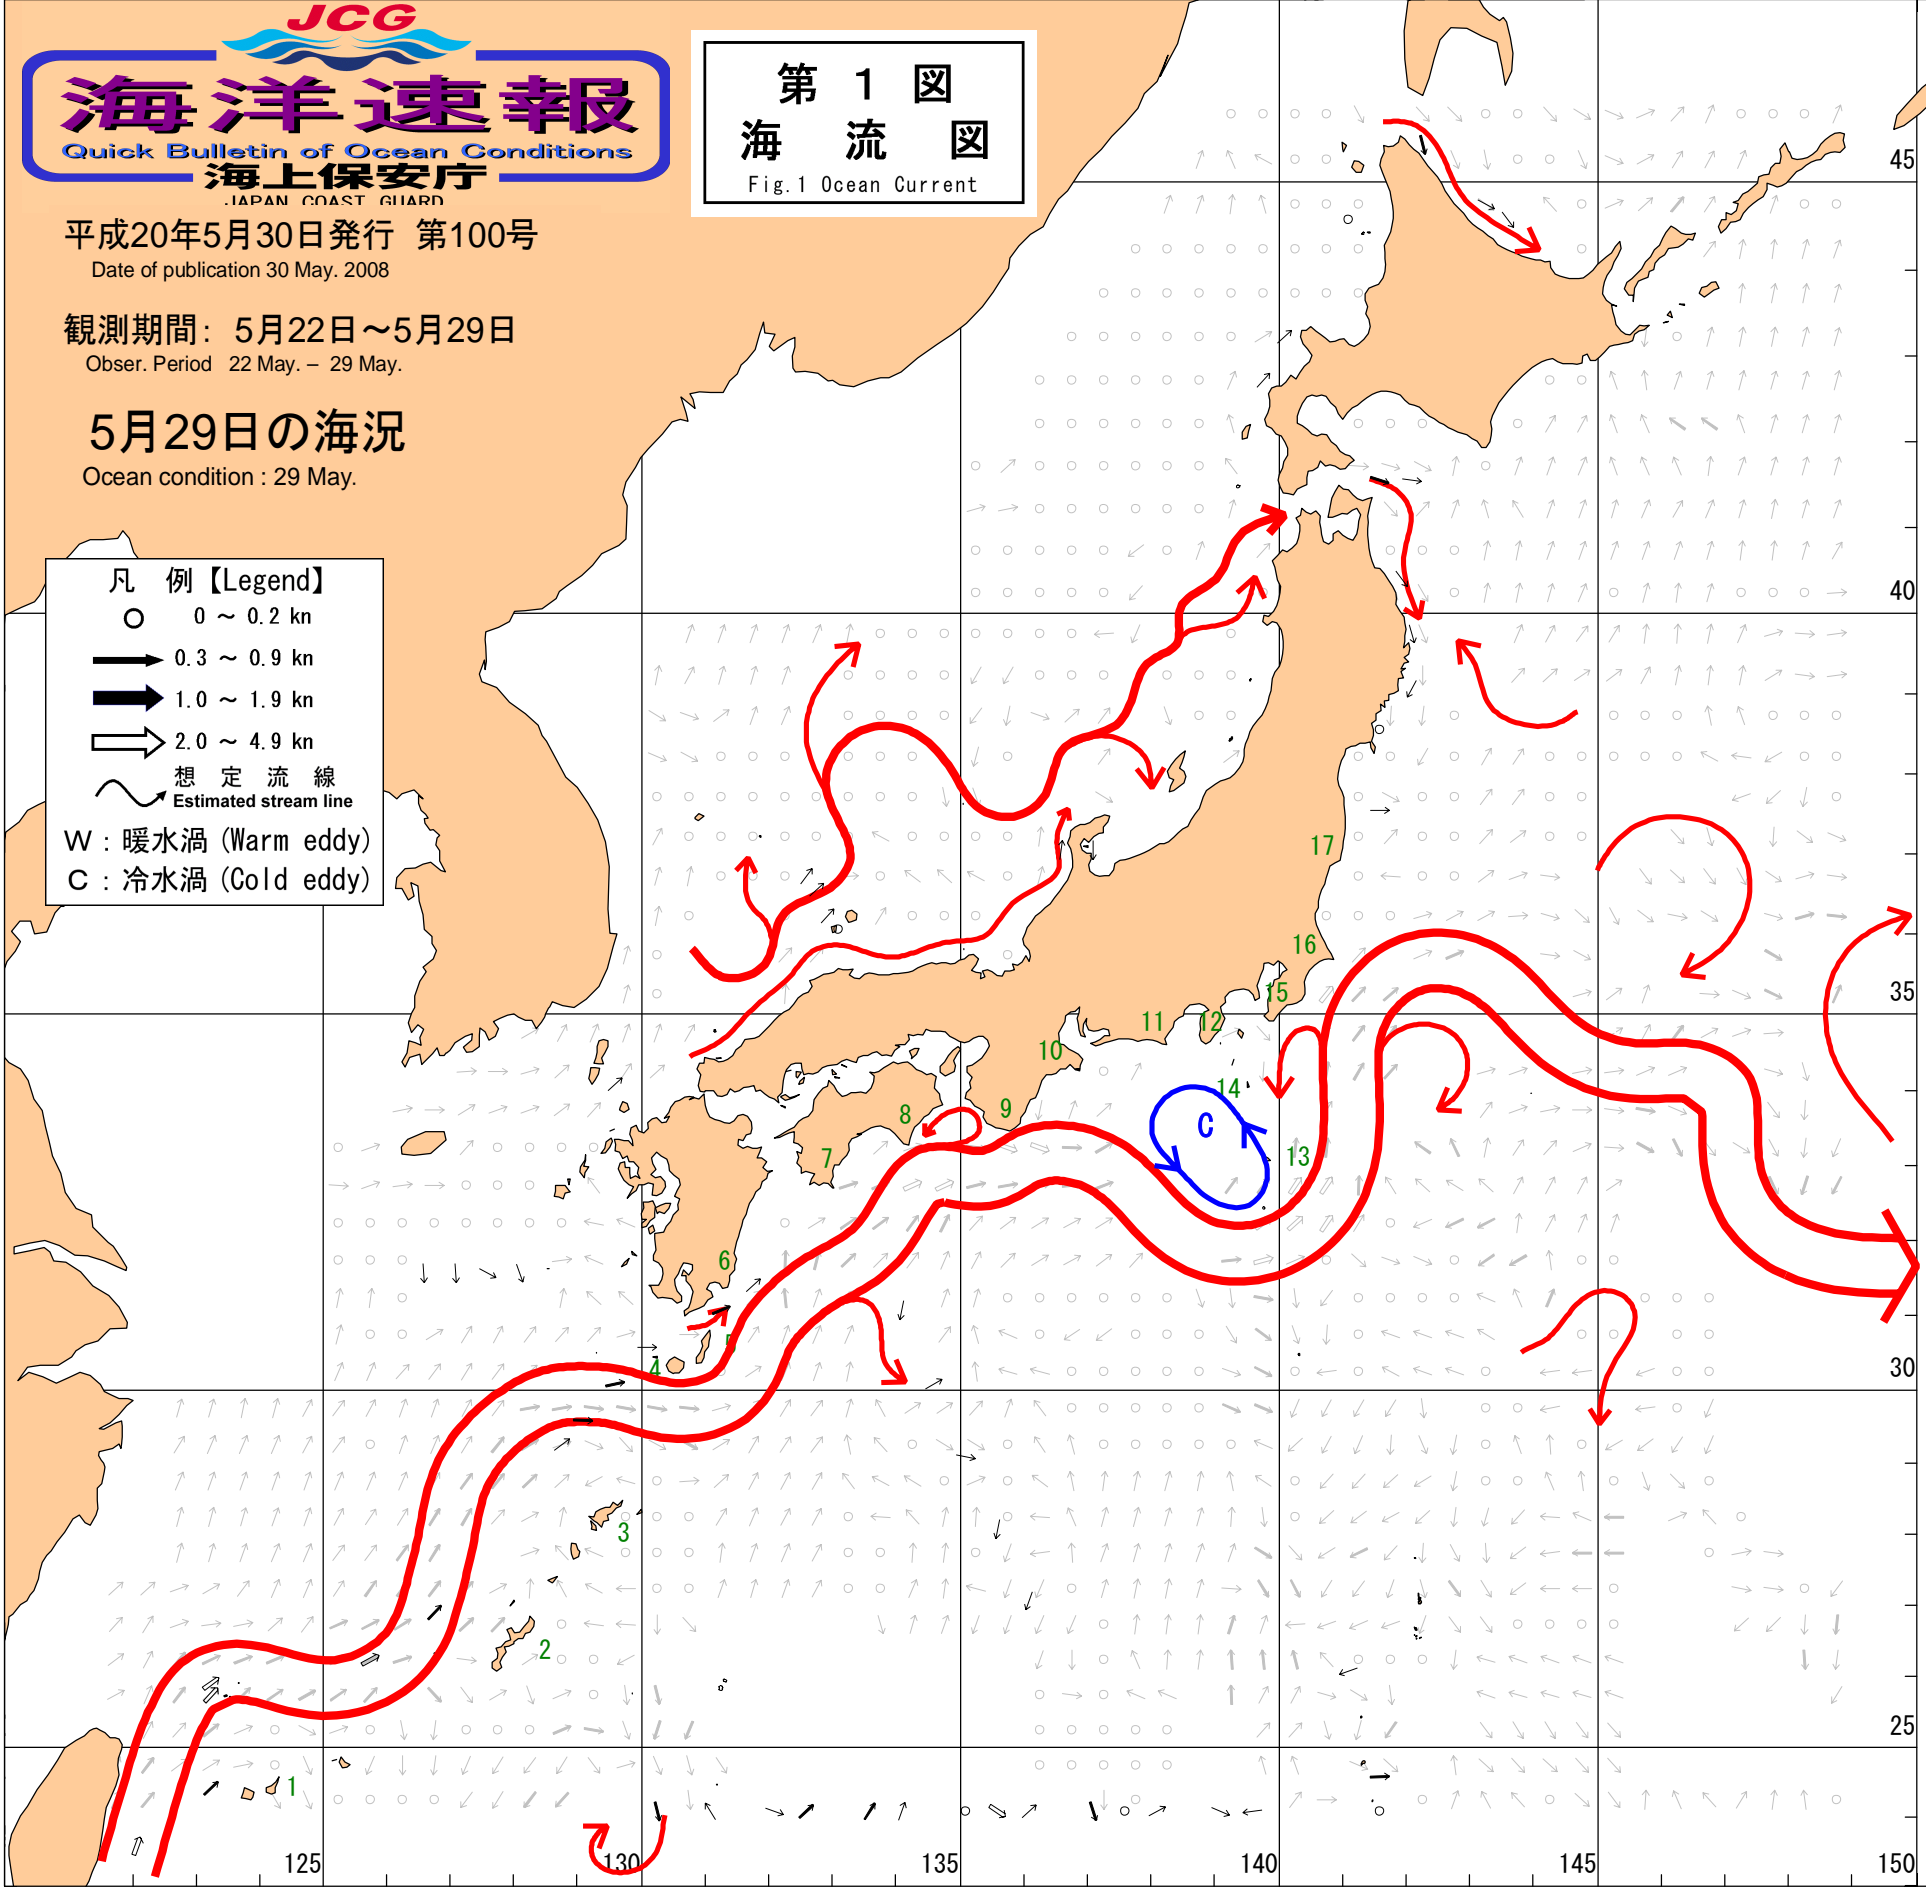 JCG
海洋速報
Quick Bulletin of Ocean Conditions
海上保安庁
JAPAN COAST GUARD
平成20年5月30日発行 第100号
Date of publication 30 May. 2008
観測期間： 5月22日～5月29日
Obser. Period 22 May. – 29 May.
5月29日の海況
Ocean condition : 29 May.
第 1 図
海 流 図
Fig.1 Ocean Current
凡 例【Legend】
0 ～ 0.2 kn
0.3 ～ 0.9 kn
1.0 ～ 1.9 kn
2.0 ～ 4.9 kn
想 定 流 線
Estimated stream line
W：暖水渦(Warm eddy)
C：冷水渦(Cold eddy)
45
40
35
30
25
125
130
135
140
145
150
17
16
15
12
11
10
14
9
8
C
13
7
6
5
4
3
2
1